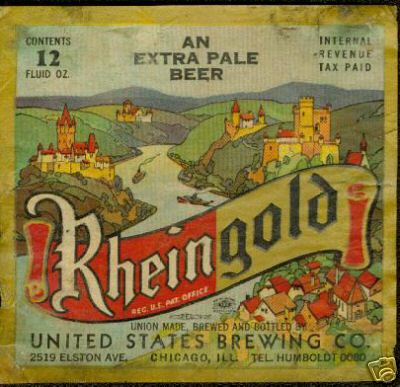 CONTENTS
12
FLUID OZ.
AN
EXTRA PALE
BEER
INTERNAL
REVENUE
TAX PAID
Rheingold
REG. U.S. PAT. OFFICE
UNION MADE, BREWED AND BOTTLED BY
UNITED STATES BREWING CO.
2519 ELSTON AVE. CHICAGO, ILL. TEL. HUMBOLDT 0080